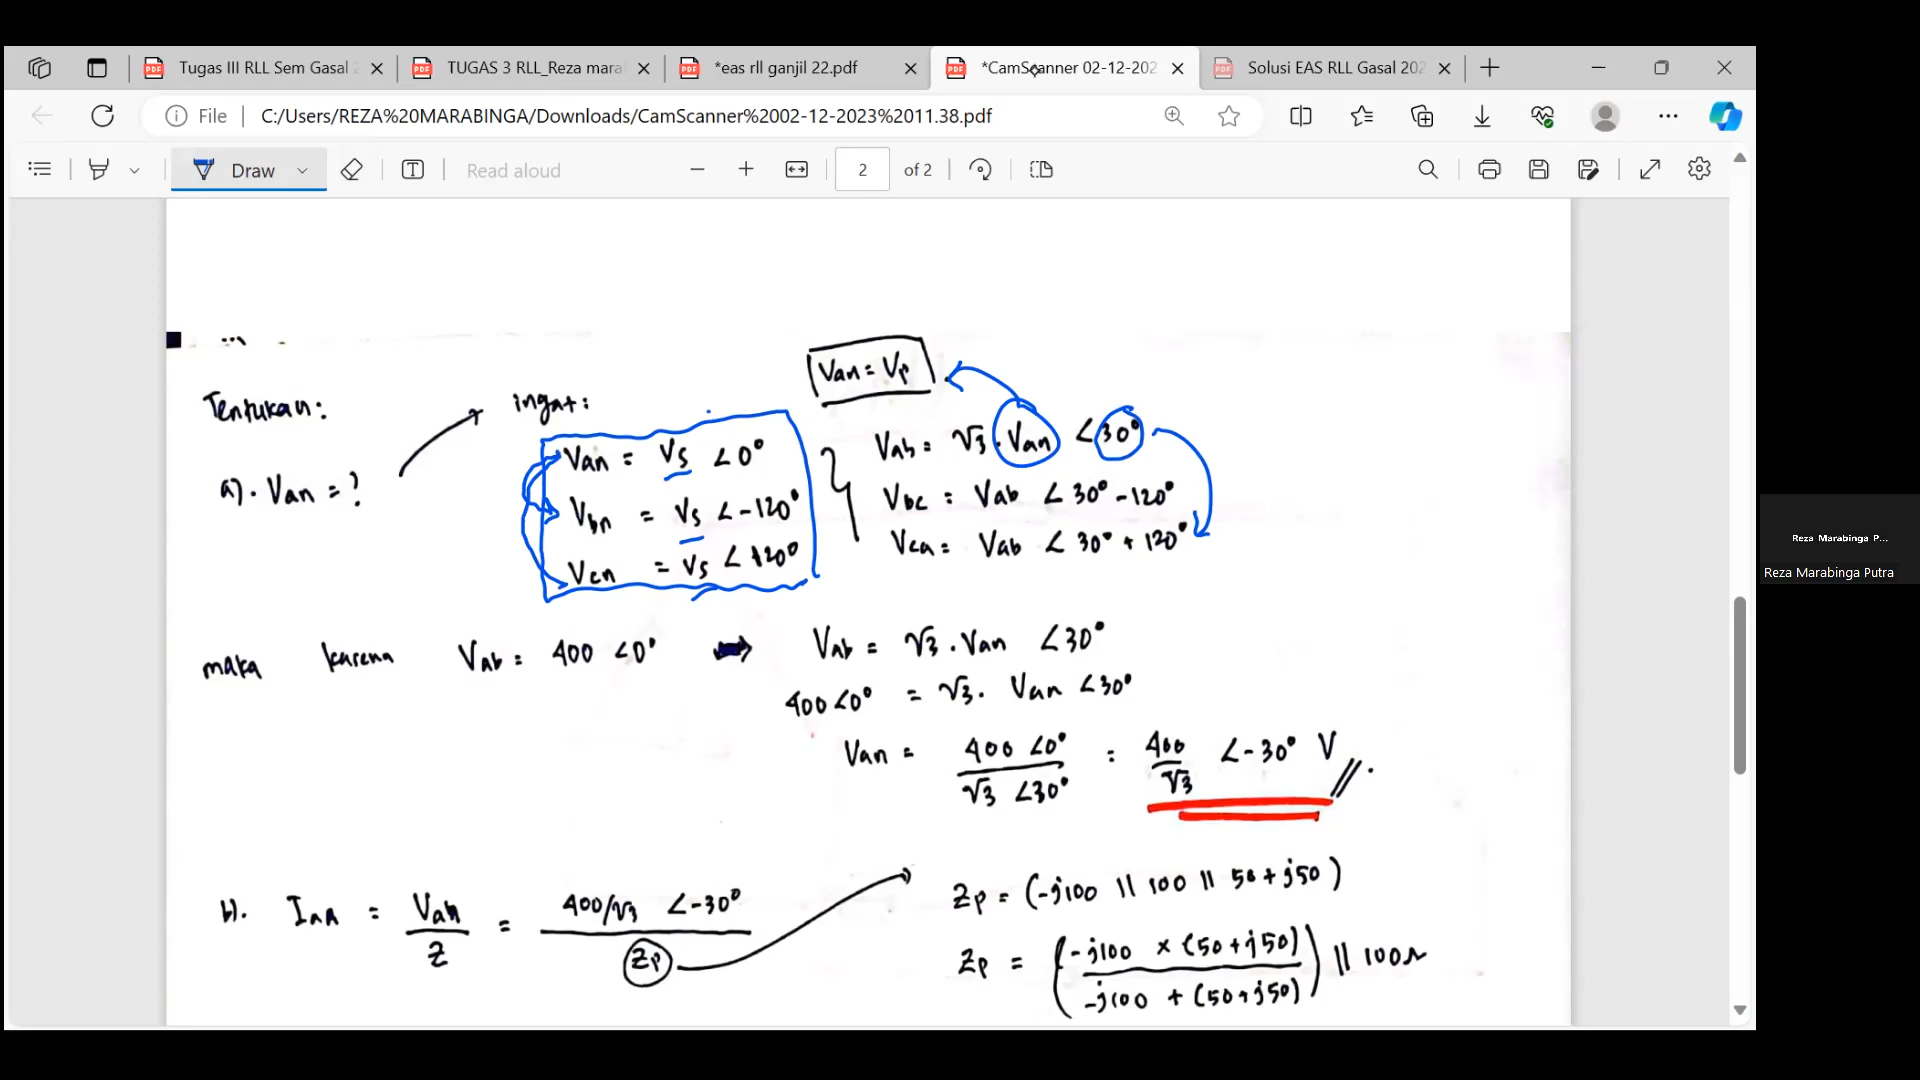 Tugas III RLL Sem Gasal 2
TUGAS 3 RLL_Reza mara
*eas rll ganjil 22.pdf
*CamScanner 02-12-202
Solusi EAS RLL Gasal 202
File
C:/Users/REZA%20MARABINGA/Downloads/CamScanner%2002-12-2023%2011.38.pdf
Draw
Read aloud
2
of 2
Van = Vp
Tentukan:
ingat:
a). Van = ?
Van = Vs ∠0°
Vbn = Vs ∠-120°
Vcn = Vs ∠120°
Vab = √3 . Van ∠30°
Vbc = Vab ∠30° - 120°
Vca = Vab ∠30° + 120°
maka karena Vab = 400 ∠0°
Vab = √3 . Van ∠30°
400 ∠0° = √3 . Van ∠30°
Van = 400 ∠0° / √3 ∠30° = 400/√3 ∠-30° V
b). IaA = Van / Z = 400/√3 ∠-30° / Zp
Zp = (-j100 || 100 || 50 + j50)
Zp = (-j100 × (50 + j50) / -j100 + (50 + j50)) || 100Ω
Reza Marabinga P...
Reza Marabinga Putra